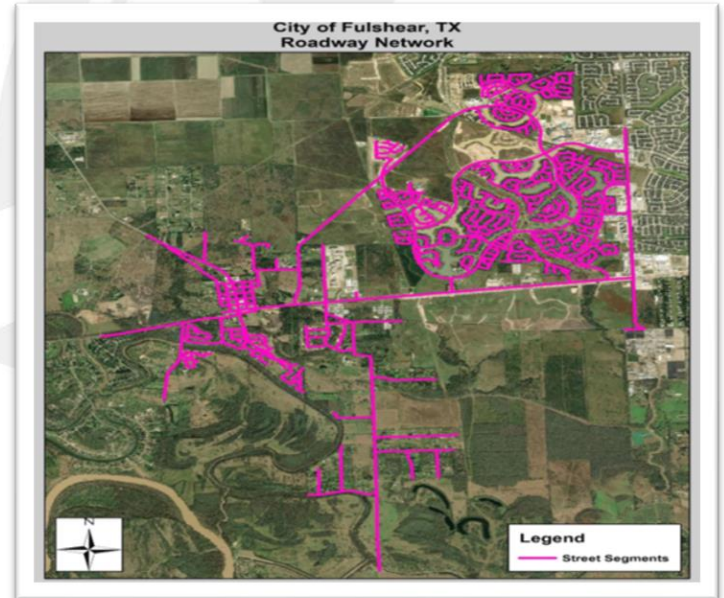 City of Fulshear, TX
Roadway Network
N
Legend
Street Segments